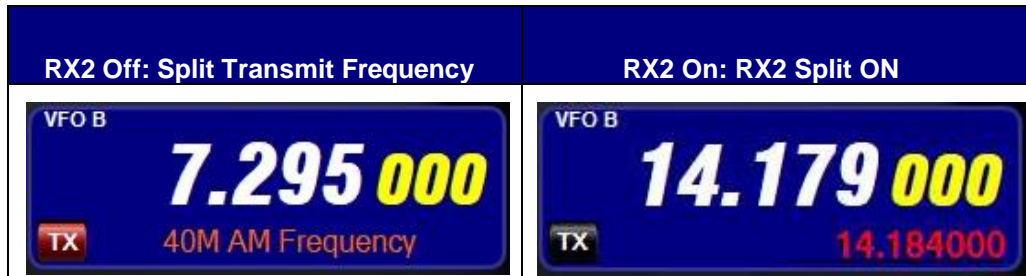 RX2 Off: Split Transmit Frequency
RX2 On: RX2 Split ON
VFO B
7.295 000
TX
40M AM Frequency
VFO B
14.179 000
TX
14.184000